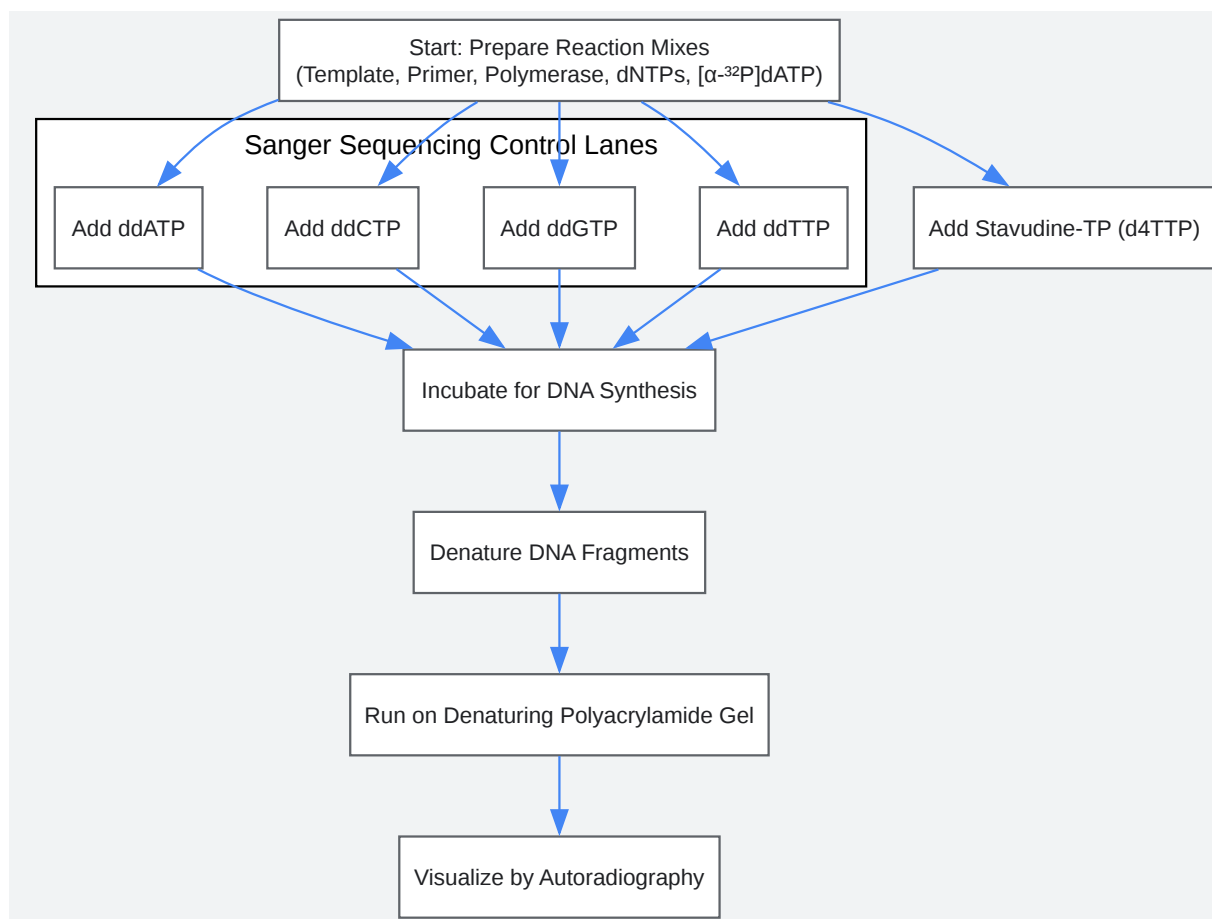 Start: Prepare Reaction Mixes
(Template, Primer, Polymerase, dNTPs, [α-³²P]dATP)
Sanger Sequencing Control Lanes
Add ddATP
Add ddCTP
Add ddGTP
Add ddTTP
Add Stavudine-TP (d4TTP)
Incubate for DNA Synthesis
Denature DNA Fragments
Run on Denaturing Polyacrylamide Gel
Visualize by Autoradiography